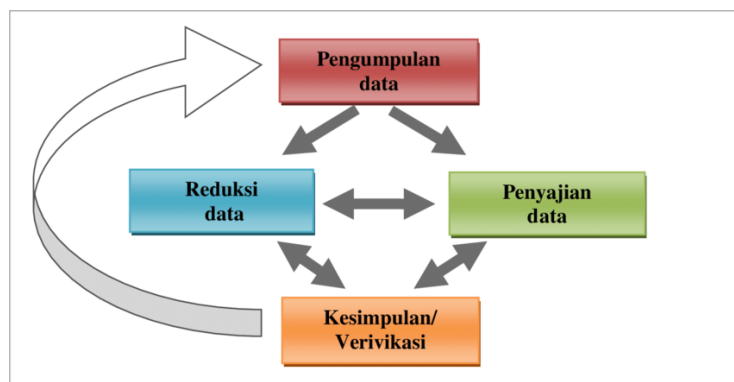 Pengumpulan
data
Reduksi
data
Penyajian
data
Kesimpulan/
Verivikasi